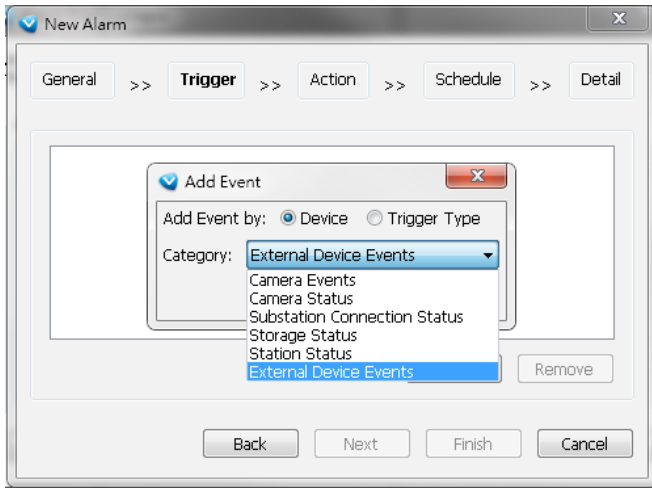 New Alarm
General >> Trigger >> Action >> Schedule >> Detail
Add Event
Add Event by: Device Trigger Type
Category: External Device Events
Camera Events
Camera Status
Substation Connection Status
Storage Status
Station Status
External Device Events
Remove
Back Next Finish Cancel